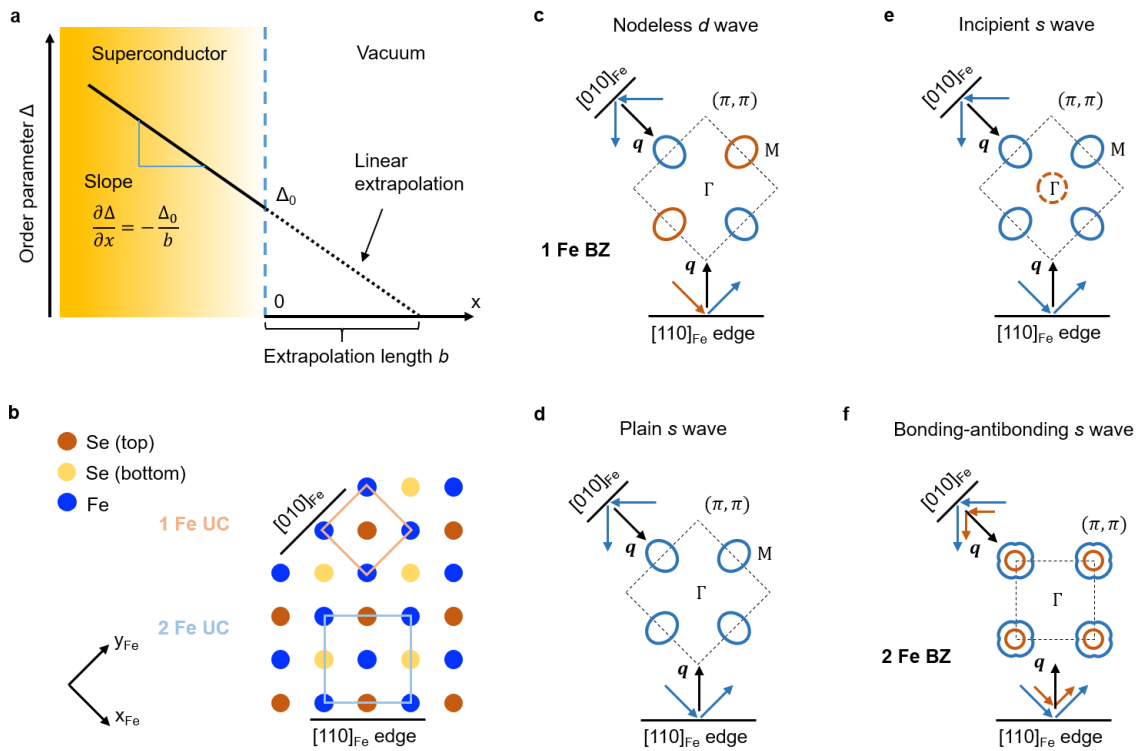 a
Superconductor
Vacuum
Order parameter Δ
Slope
∂Δ/∂x = − Δ₀/b
Δ₀
Linear
extrapolation
0
x
Extrapolation length b
b
Se (top)
Se (bottom)
Fe
1 Fe UC
2 Fe UC
[010]Fe
yFe
xFe
[110]Fe edge
c
Nodeless d wave
[010]Fe
(π, π)
q
M
Γ
1 Fe BZ
q
[110]Fe edge
d
Plain s wave
[010]Fe
(π, π)
q
M
Γ
q
[110]Fe edge
e
Incipient s wave
[010]Fe
(π, π)
q
M
Γ
q
[110]Fe edge
f
Bonding-antibonding s wave
[010]Fe
(π, π)
q
Γ
2 Fe BZ
q
[110]Fe edge